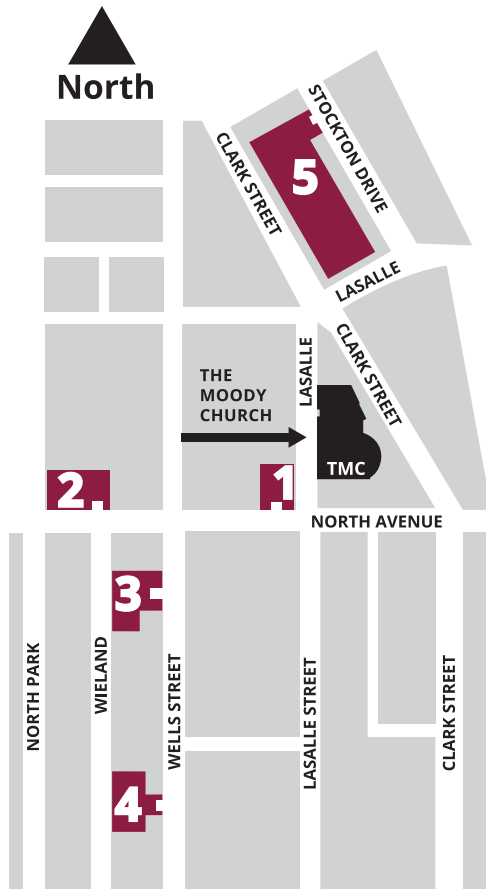 North
STOCKTON DRIVE
CLARK STREET
5
LASALLE
CLARK STREET
LASALLE
THE
MOODY
CHURCH
TMC
2
1
NORTH AVENUE
3
NORTH PARK
WIELAND
WELLS STREET
LASALLE STREET
CLARK STREET
4